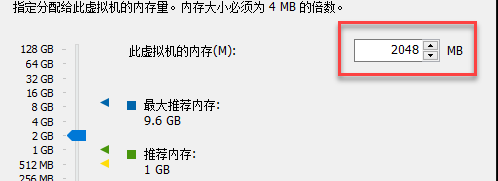 指定分配给此虚拟机的内存量。内存大小必须为 4 MB 的倍数。
此虚拟机的内存(M): 2048 MB
128 GB
64 GB
32 GB
16 GB
8 GB
4 GB
2 GB
1 GB
512 MB
256 MB
最大推荐内存:
9.6 GB
推荐内存:
1 GB